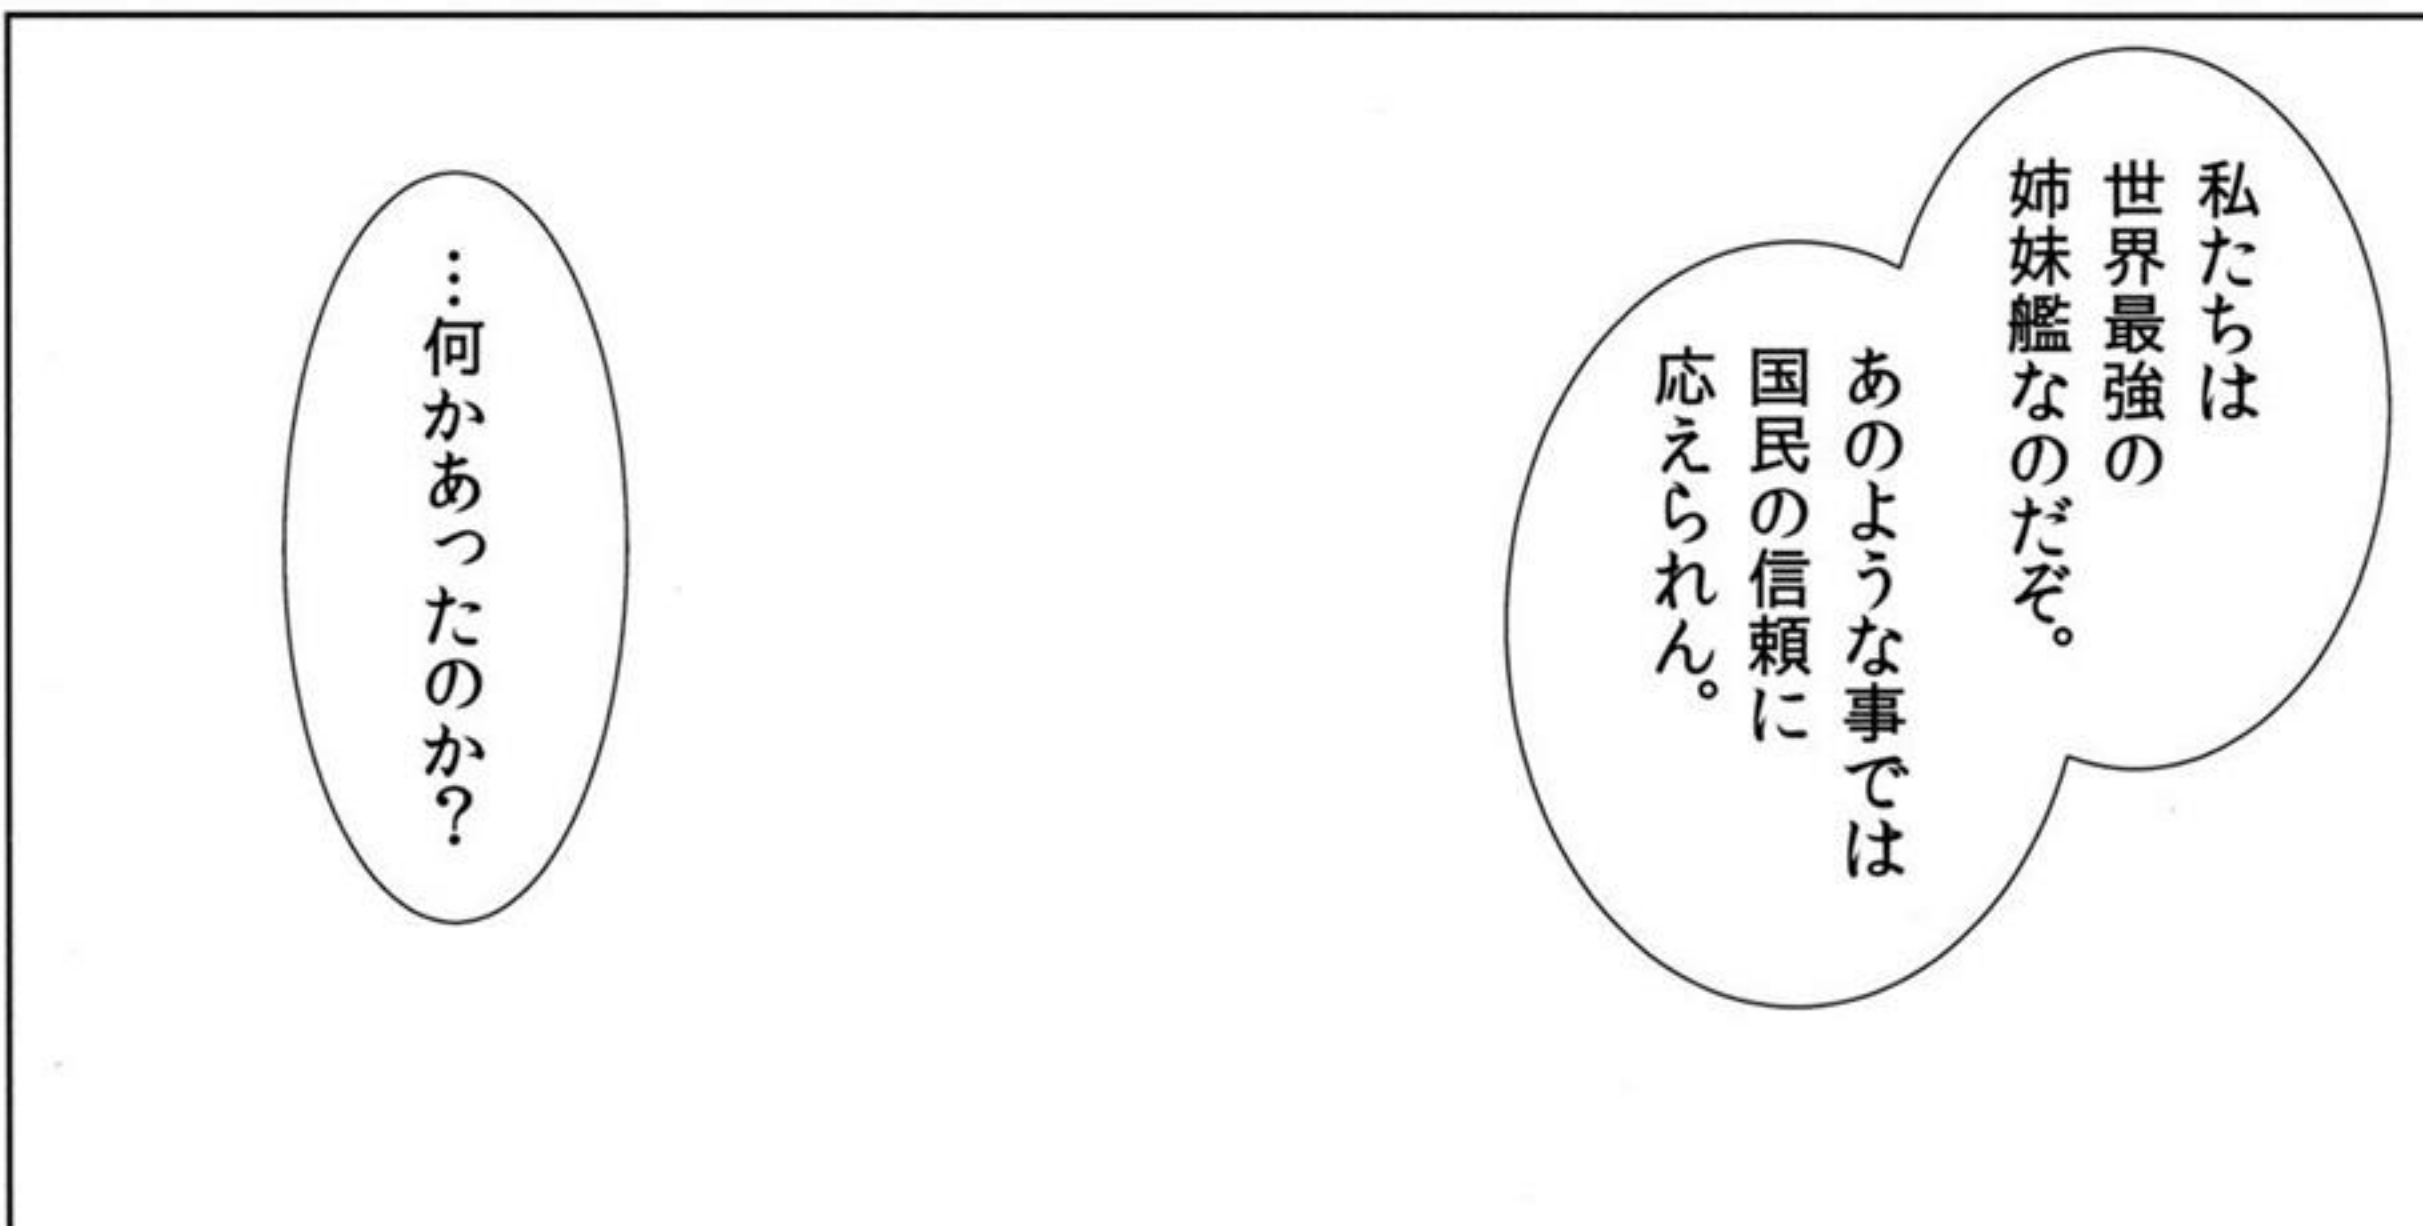 私たちは
世界最強の
姉妹艦なのだぞ。
あのような事では
国民の信頼に
応えられん。
…何かあったのか?